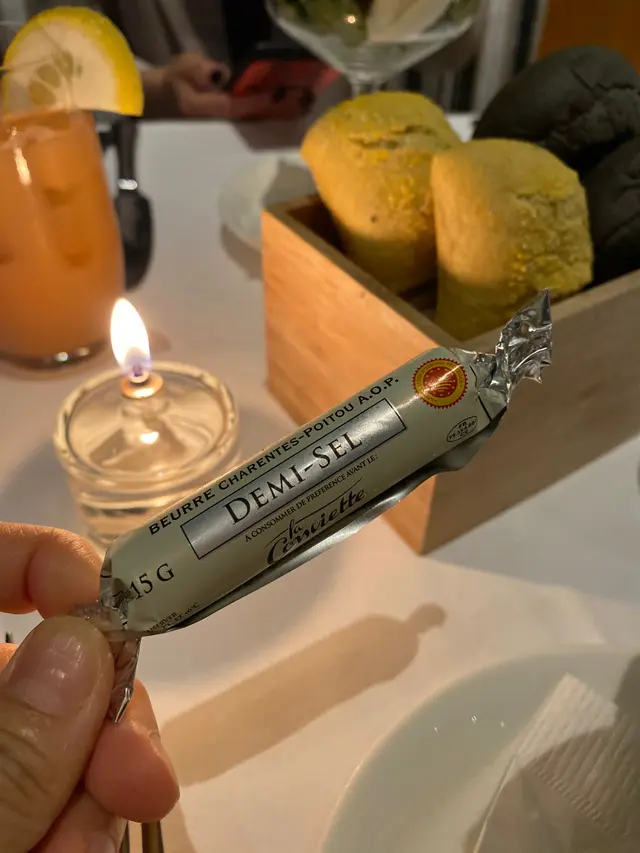 BEURRE CHARENTES-POITOU A.O.P.
DEMI-SEL
A CONSOMMER DE PREFERENCE AVANT LE:
la
Conviette
15 G